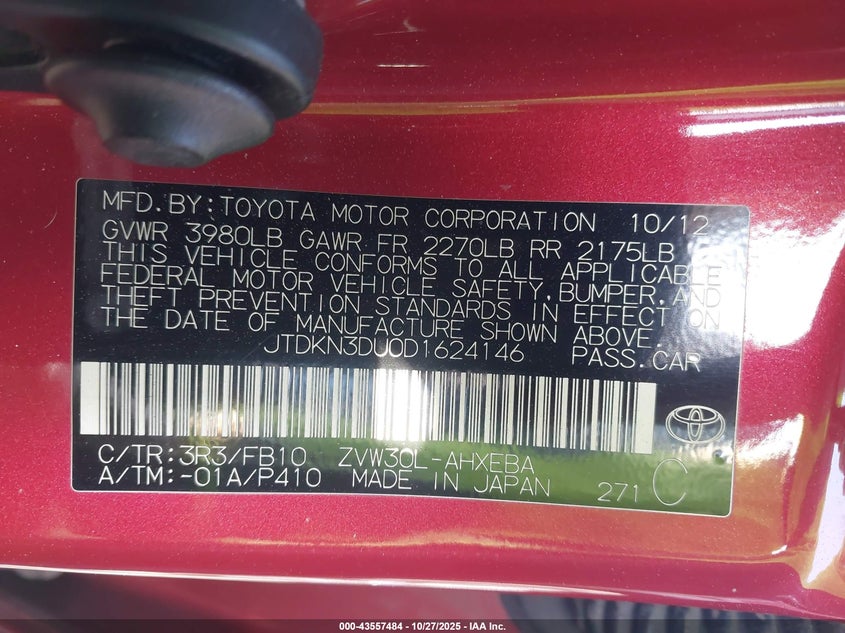 MFD.BY:TOYOTA MOTOR CORPORATION 10/12
GVWR 3980LB GAWR FR 2270LB RR 2175LB
THIS VEHICLE CONFORMS TO ALL APPLICABLE
FEDERAL MOTOR VEHICLE SAFETY,BUMPER,AND
THEFT PREVENTION STANDARDS IN EFFECT ON
THE DATE OF MANUFACTURE SHOWN ABOVE.
JTDKN3DU0D1624146 PASS.CAR
C/TR:3R3/FB10 ZVW30L-AHXEBA
A/TM:-01A/P410 MADE IN JAPAN 271 C
000-43557484 - 10/27/2025 - IAA Inc.